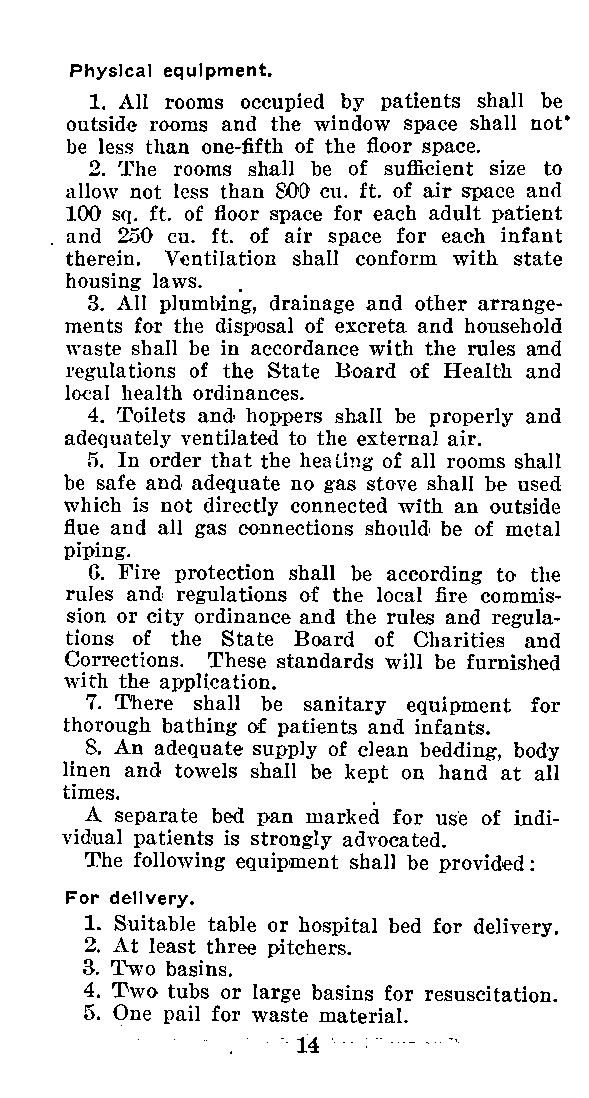 Physical equipment.
1. All rooms occupied by patients shall be
outside rooms and the window space shall not
be less than one-fifth of the floor space.
2. The rooms shall be of sufficient size to
allow not less than 800 cu. ft. of air space and
100 sq. ft. of floor space for each adult patient
and 250 cu. ft. of air space for each infant
therein. Ventilation shall conform with state
housing laws.
3. All plumbing, drainage and other arrange-
ments for the disposal of excreta and household
waste shall be in accordance with the rules and
regulations of the State Board of Health and
local health ordinances.
4. Toilets and hoppers shall be properly and
adequately ventilated to the external air.
5. In order that the heating of all rooms shall
be safe and adequate no gas stove shall be used
which is not directly connected with an outside
flue and all gas connections should be of metal
piping.
6. Fire protection shall be according to the
rules and regulations of the local fire commis-
sion or city ordinance and the rules and regula-
tions of the State Board of Charities and
Corrections. These standards will be furnished
with the application.
7. There shall be sanitary equipment for
thorough bathing of patients and infants.
8. An adequate supply of clean bedding, body
linen and towels shall be kept on hand at all
times.
A separate bed pan marked for use of indi-
vidual patients is strongly advocated.
The following equipment shall be provided:
For delivery.
1. Suitable table or hospital bed for delivery.
2. At least three pitchers.
3. Two basins.
4. Two tubs or large basins for resuscitation.
5. One pail for waste material.
14